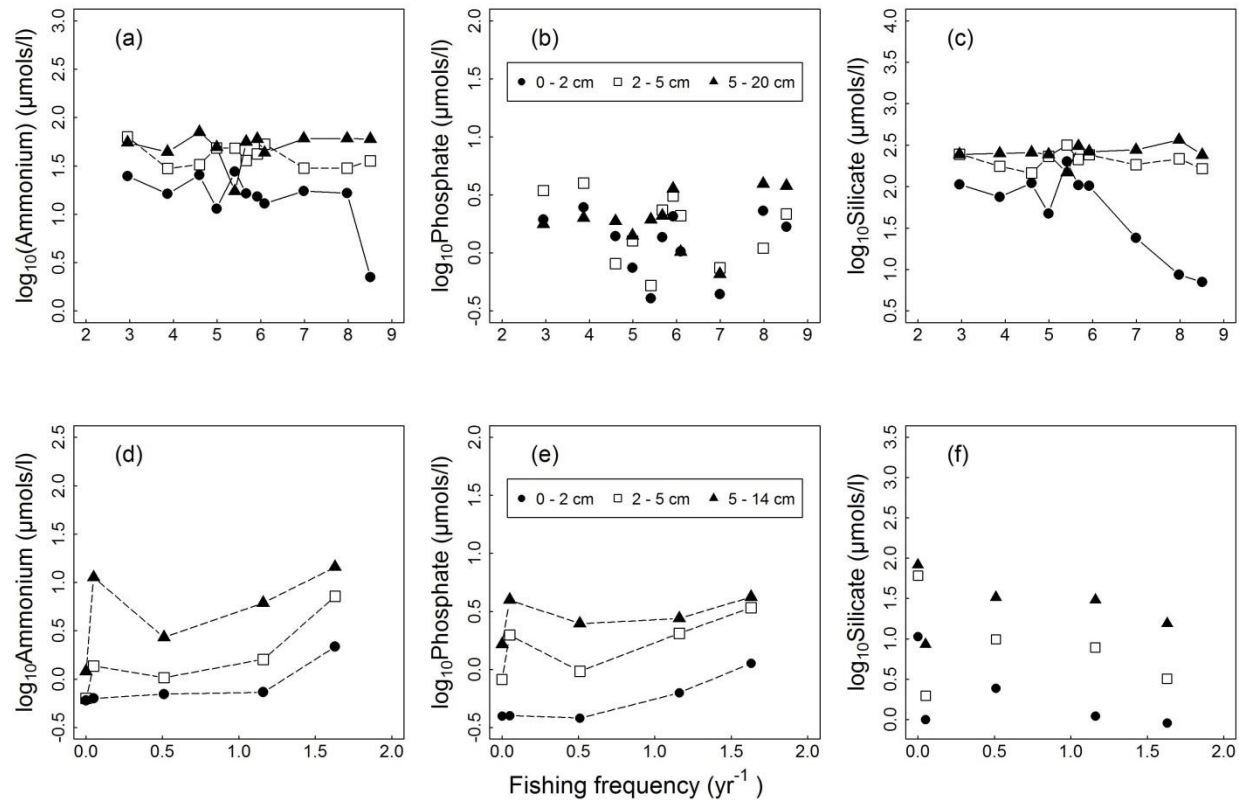 (a)
log₁₀(Ammonium) (µmols/l)
0.0 0.5 1.0 1.5 2.0 2.5 3.0
2 3 4 5 6 7 8 9
(b)
log₁₀Phosphate (µmols/l)
-0.5 0.0 0.5 1.0 1.5 2.0
0 - 2 cm 2 - 5 cm 5 - 20 cm
2 3 4 5 6 7 8 9
(c)
log₁₀Silicate (µmols/l)
0.5 1.0 1.5 2.0 2.5 3.0 3.5 4.0
2 3 4 5 6 7 8 9
(d)
log₁₀Ammonium (µmols/l)
-0.5 0.0 0.5 1.0 1.5 2.0 2.5
0.0 0.5 1.0 1.5 2.0
(e)
log₁₀Phosphate (µmols/l)
-0.5 0.0 0.5 1.0 1.5 2.0
0 - 2 cm 2 - 5 cm 5 - 14 cm
0.0 0.5 1.0 1.5 2.0
(f)
log₁₀Silicate (µmols/l)
0.0 0.5 1.0 1.5 2.0 2.5 3.0 3.5
0.0 0.5 1.0 1.5 2.0
Fishing frequency (yr⁻¹ )